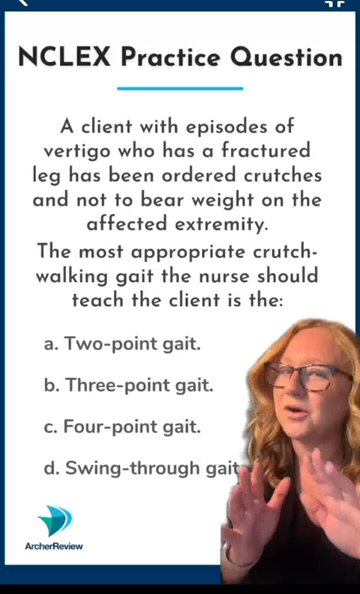 NCLEX Practice Question
A client with episodes of
vertigo who has a fractured
leg has been ordered crutches
and not to bear weight on the
affected extremity.
The most appropriate crutch-
walking gait the nurse should
teach the client is the:
a. Two-point gait.
b. Three-point gait.
c. Four-point gait.
d. Swing-through gait
ArcherReview